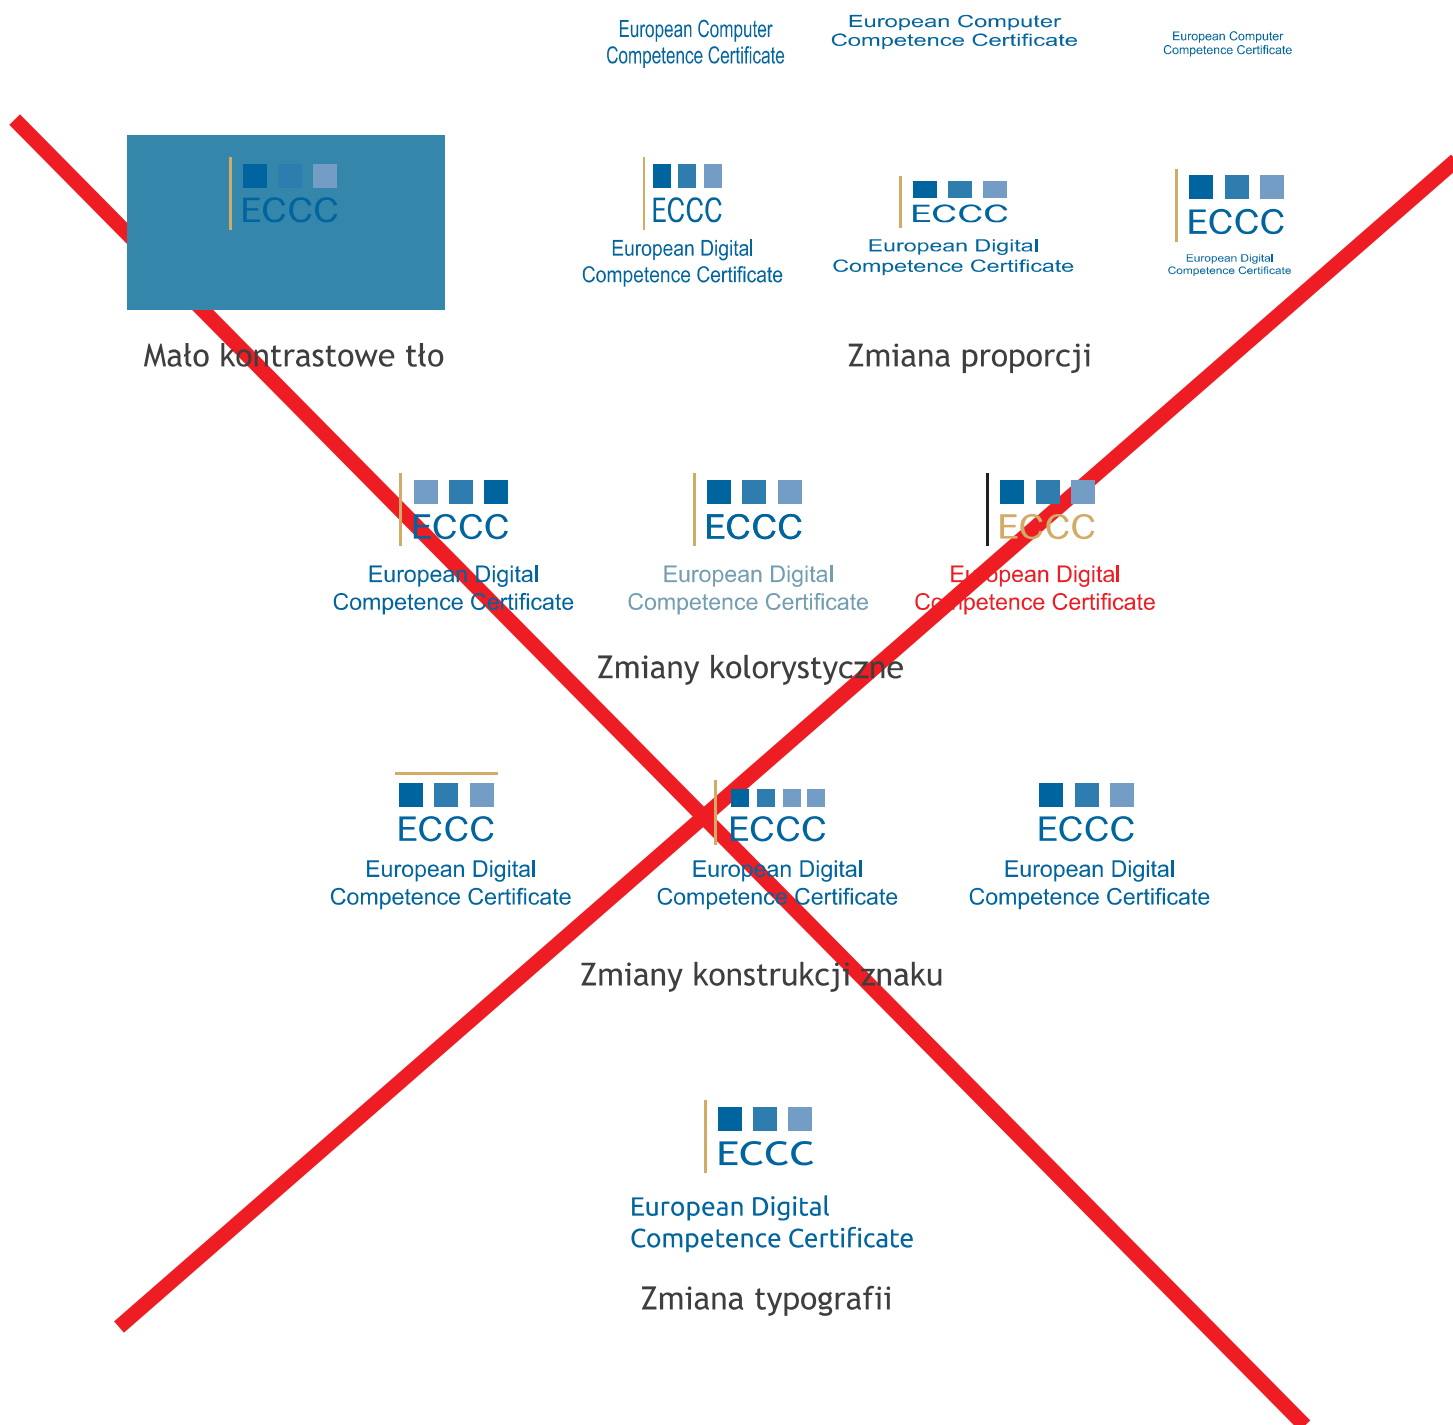 European Computer
Competence Certificate
European Computer
Competence Certificate
European Computer
Competence Certificate
ECCC
ECCC
European Digital
Competence Certificate
ECCC
European Digital
Competence Certificate
ECCC
European Digital
Competence Certificate
Mało kontrastowe tło
Zmiana proporcji
ECCC
European Digital
Competence Certificate
ECCC
European Digital
Competence Certificate
ECCC
European Digital
Competence Certificate
Zmiany kolorystyczne
ECCC
European Digital
Competence Certificate
ECCC
European Digital
Competence Certificate
ECCC
European Digital
Competence Certificate
Zmiany konstrukcji znaku
ECCC
European Digital
Competence Certificate
Zmiana typografii